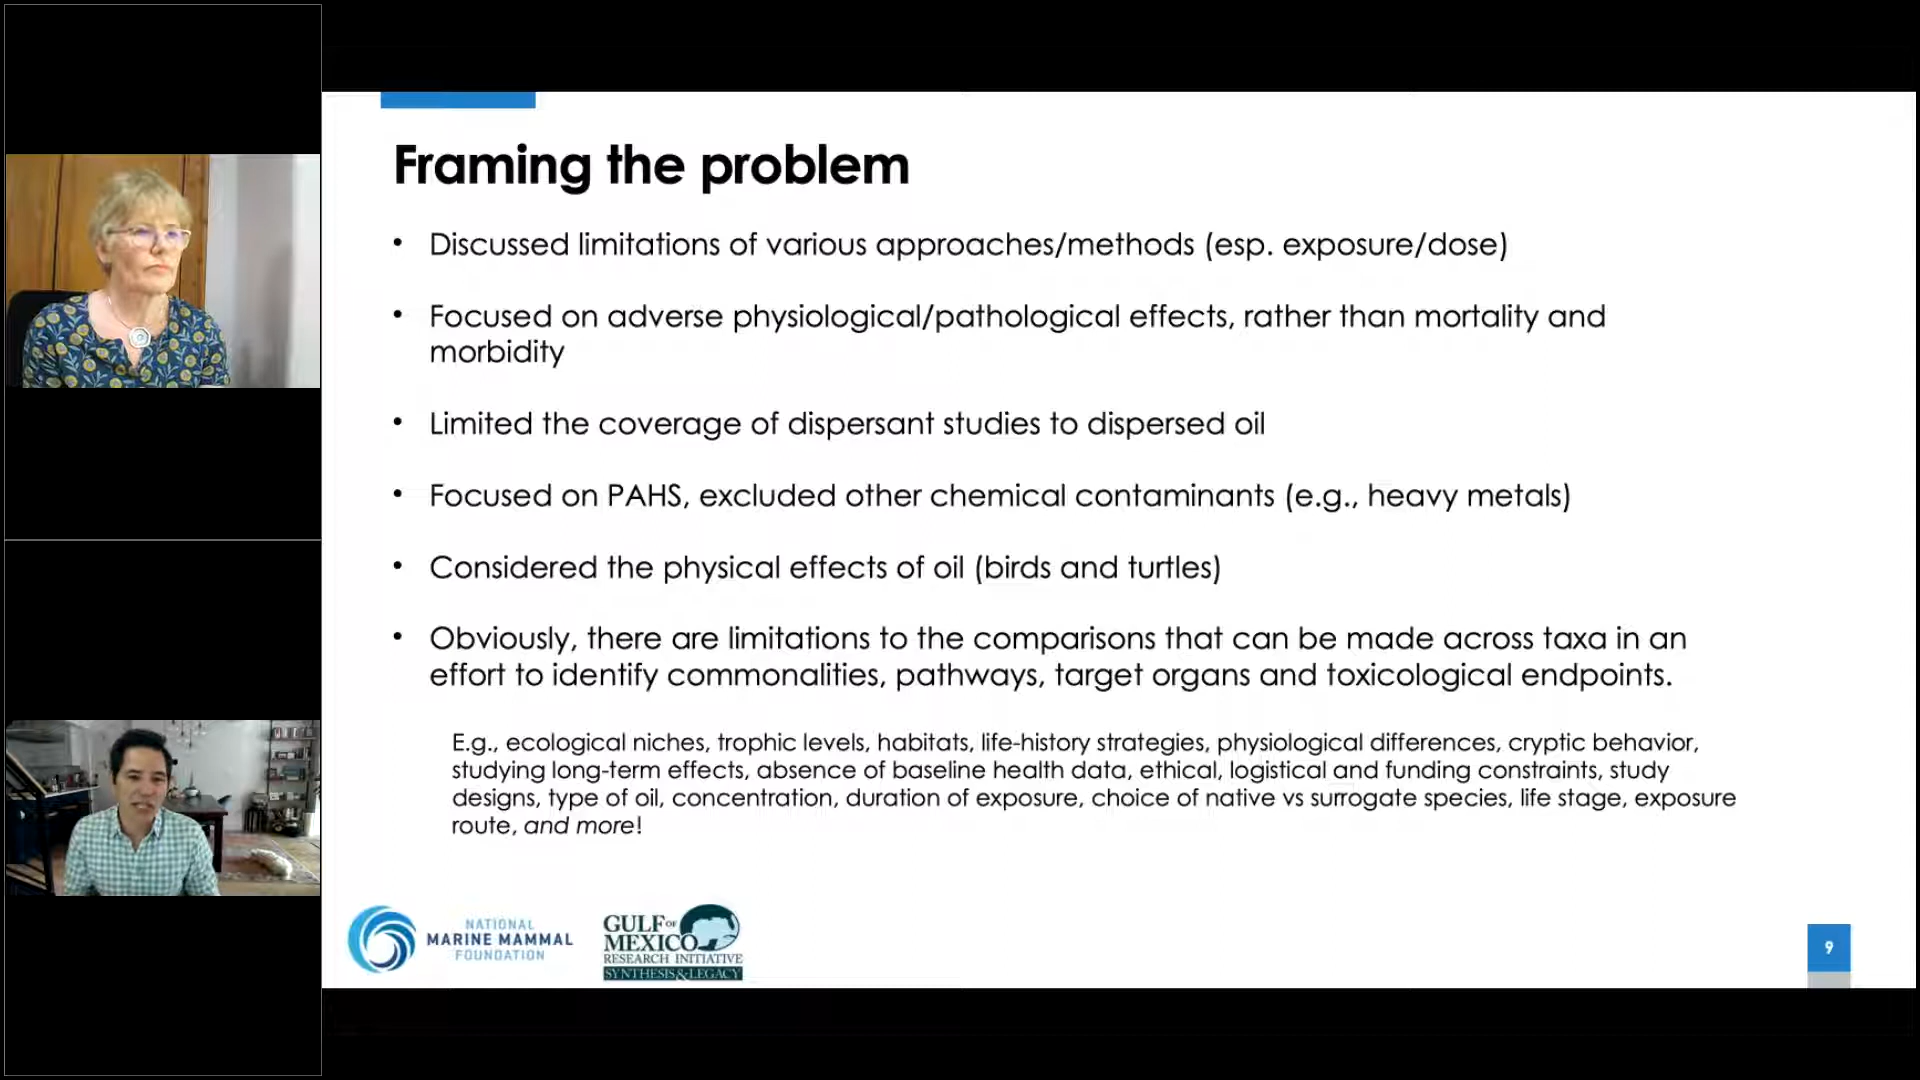 Framing the problem
• Discussed limitations of various approaches/methods (esp. exposure/dose)
• Focused on adverse physiological/pathological effects, rather than mortality and
morbidity
• Limited the coverage of dispersant studies to dispersed oil
• Focused on PAHS, excluded other chemical contaminants (e.g., heavy metals)
• Considered the physical effects of oil (birds and turtles)
• Obviously, there are limitations to the comparisons that can be made across taxa in an
effort to identify commonalities, pathways, target organs and toxicological endpoints.
E.g., ecological niches, trophic levels, habitats, life-history strategies, physiological differences, cryptic behavior,
studying long-term effects, absence of baseline health data, ethical, logistical and funding constraints, study
designs, type of oil, concentration, duration of exposure, choice of native vs surrogate species, life stage, exposure
route, and more!
NATIONAL
MARINE MAMMAL
FOUNDATION
GULF OF
MEXICO
RESEARCH INITIATIVE
SYNTHESIS & LEGACY
9